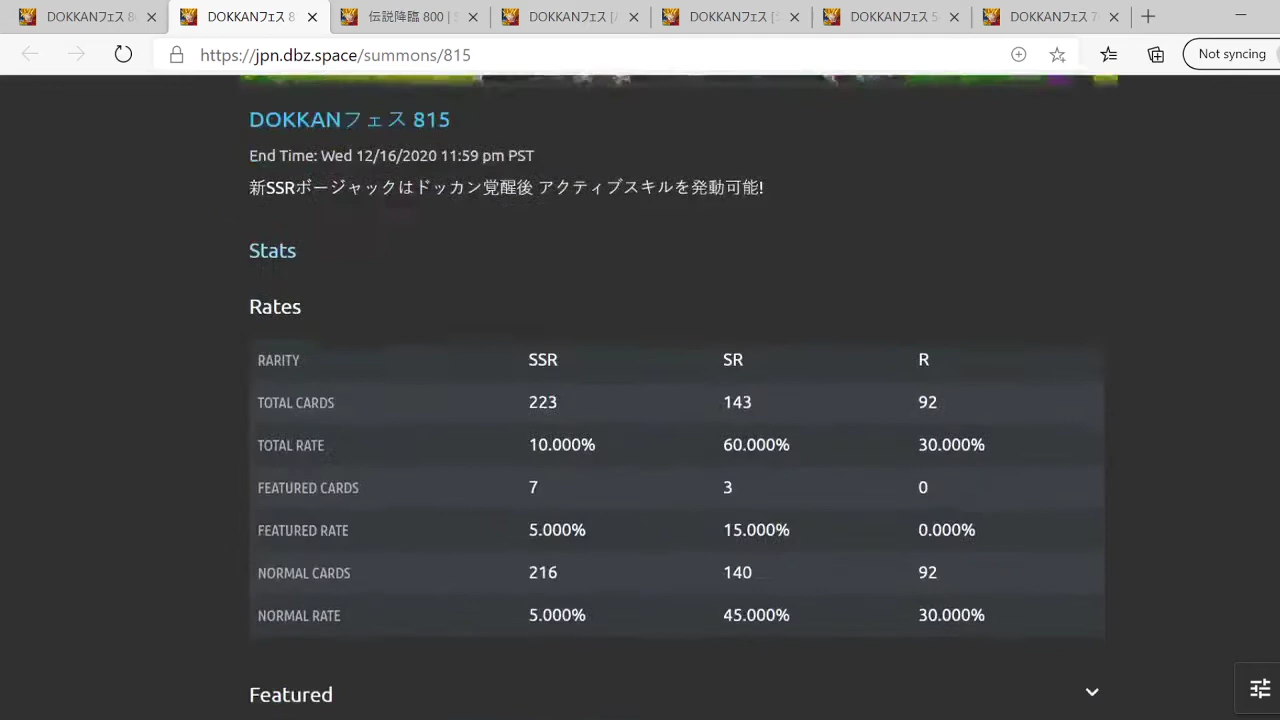 DOKKANフェス 8
DOKKANフェス 8
伝説降臨 800 |
DOKKANフェス [
DOKKANフェス [
DOKKANフェス 5
DOKKANフェス 7
https://jpn.dbz.space/summons/815
Not syncing
DOKKANフェス 815
End Time: Wed 12/16/2020 11:59 pm PST
新SSRボージャックはドッカン覚醒後 アクティブスキルを発動可能!
Stats
Rates
RARITY SSR SR R
TOTAL CARDS 223 143 92
TOTAL RATE 10.000% 60.000% 30.000%
FEATURED CARDS 7 3 0
FEATURED RATE 5.000% 15.000% 0.000%
NORMAL CARDS 216 140 92
NORMAL RATE 5.000% 45.000% 30.000%
Featured